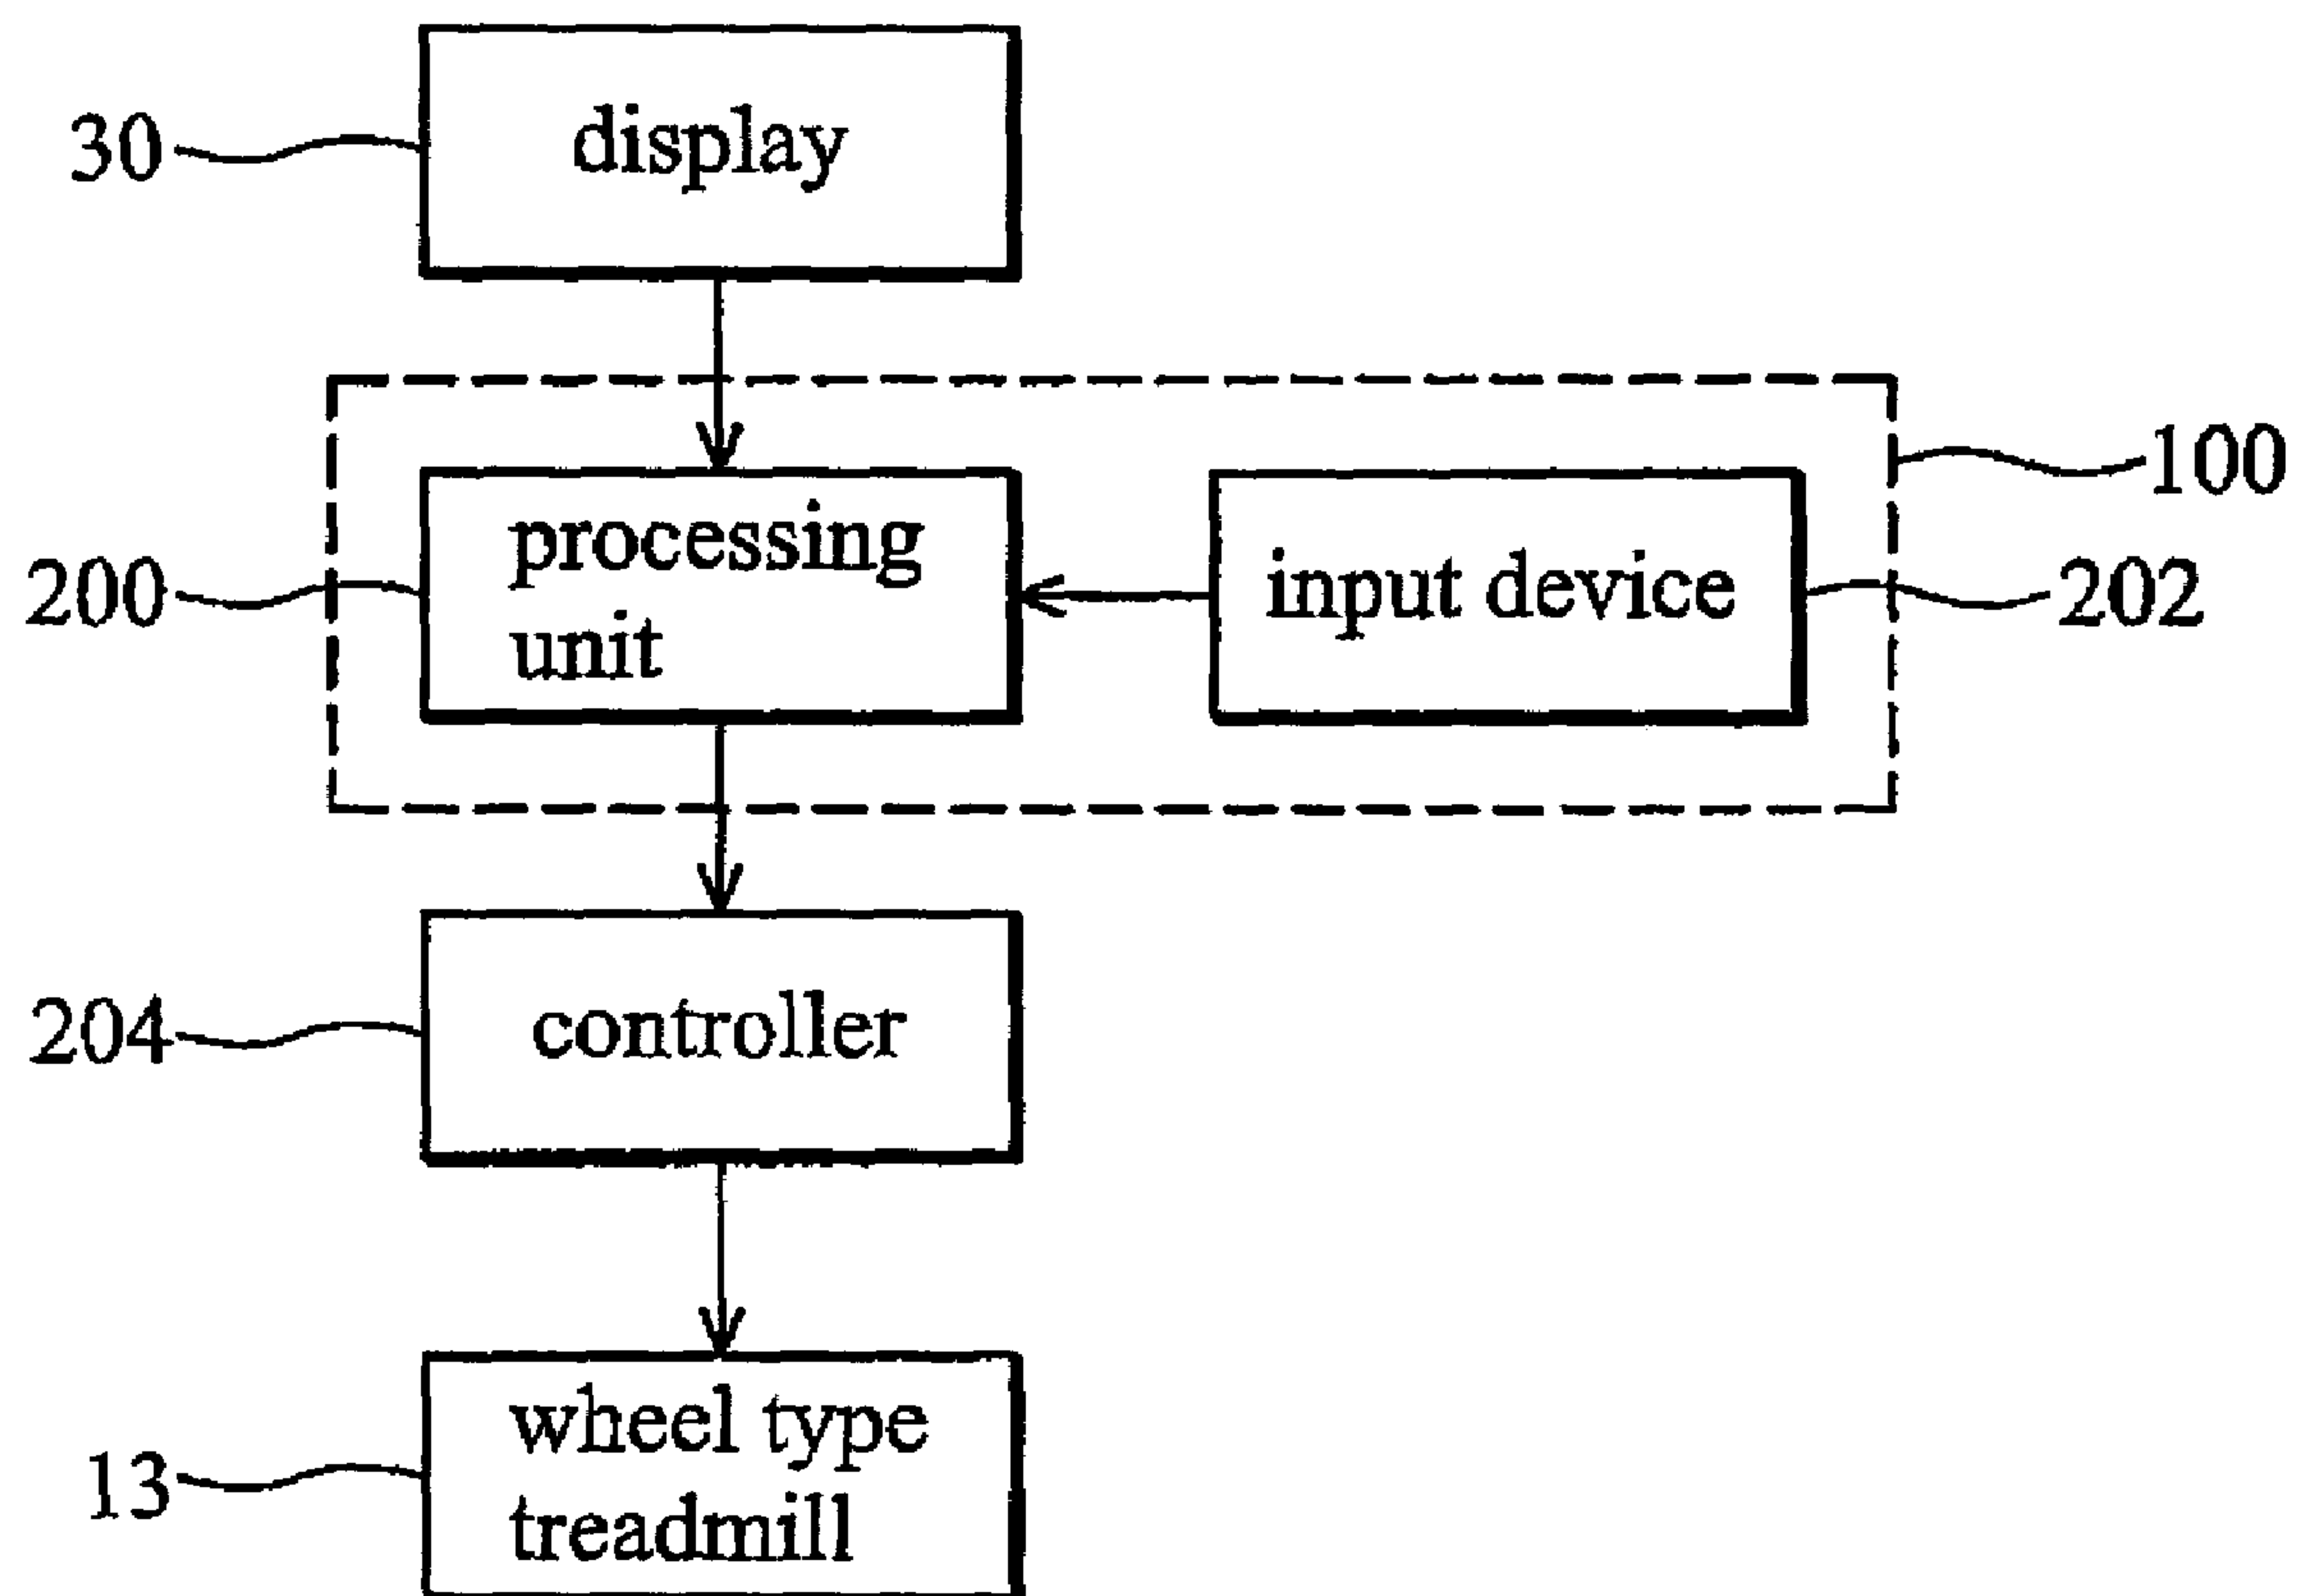 30
display
100
processing
unit
input device
200
202
controller
204
wheel type
treadmill
13